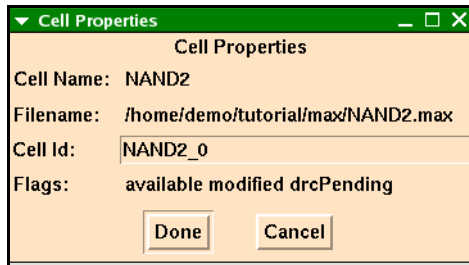 Cell Properties
Cell Properties
Cell Name: NAND2
Filename: /home/demo/tutorial/max/NAND2.max
Cell Id: NAND2_0
Flags: available modified drcPending
Done Cancel